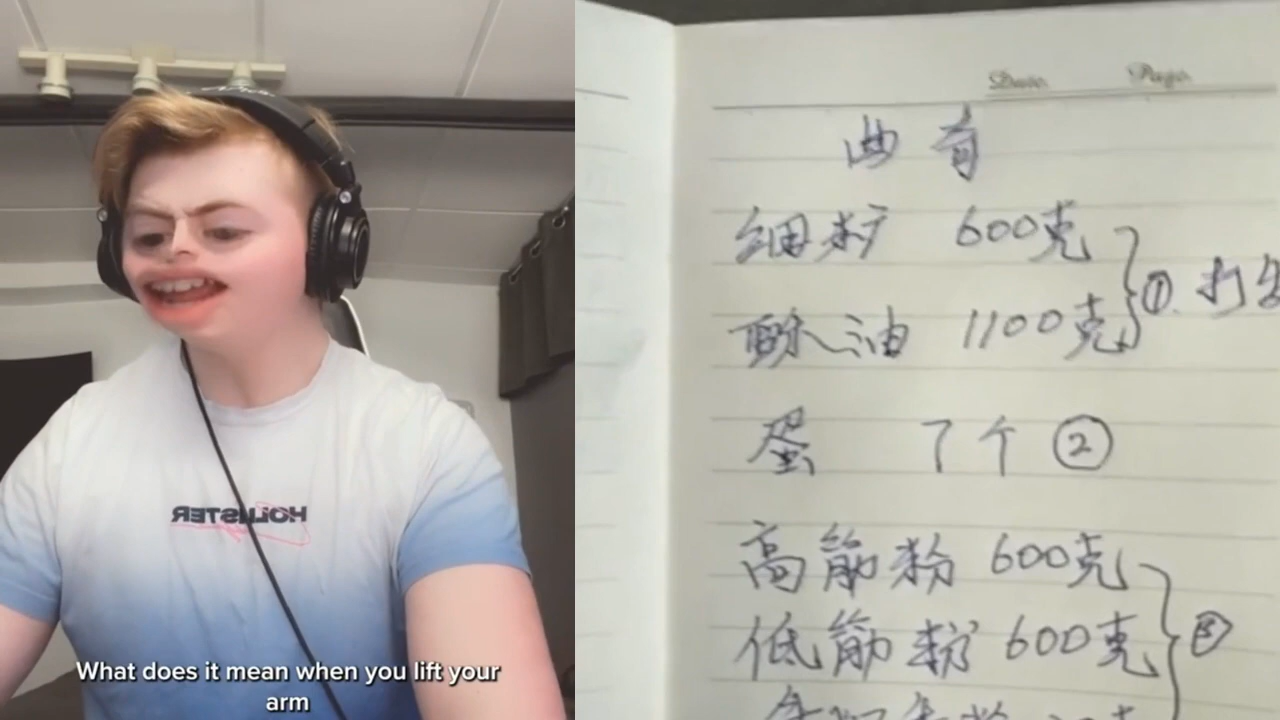 HOLLISTER
What does it mean when you lift your
arm
Date. Page.
曲奇
细粉 600克
酥油 1100克
① 打
蛋 7个 ②
高筋粉 600克
低筋粉 600克
③